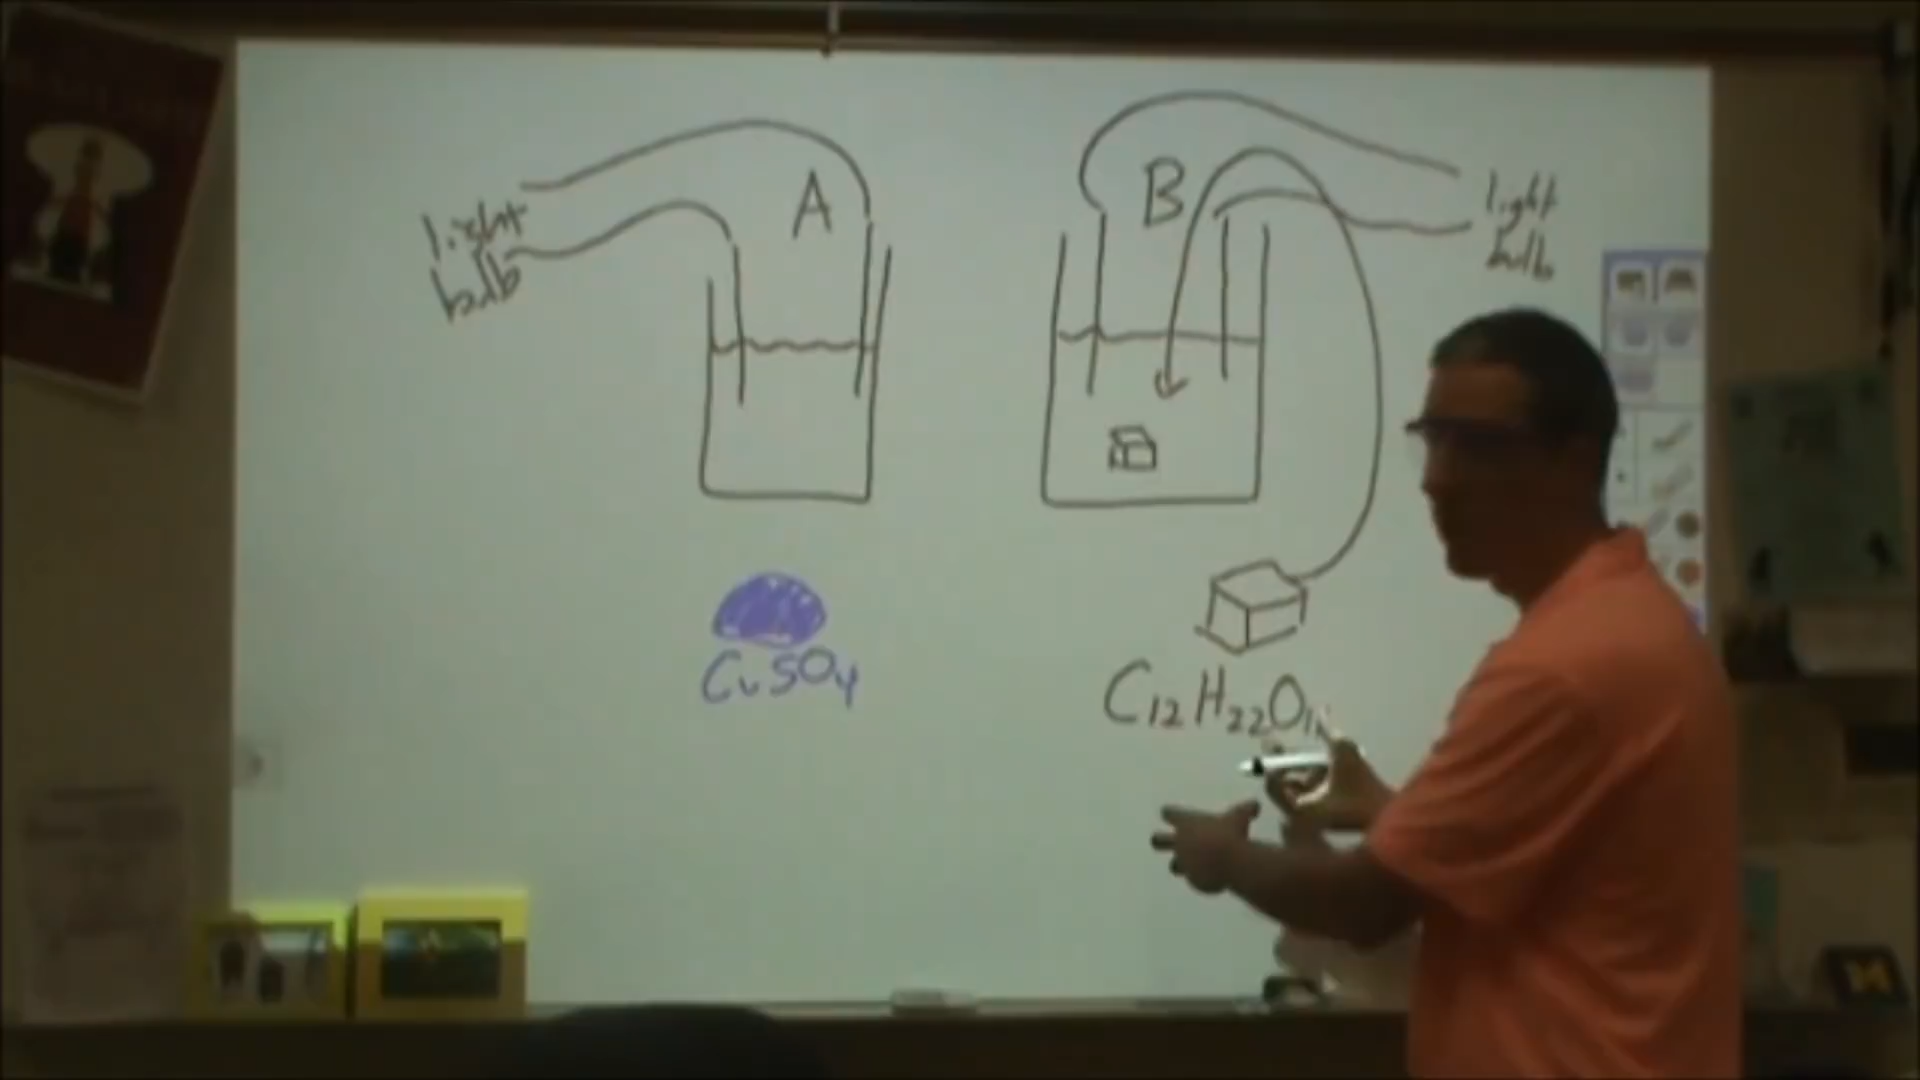 A
B
light
bulb
light
bulb
CuSO4
C12H22O11
M